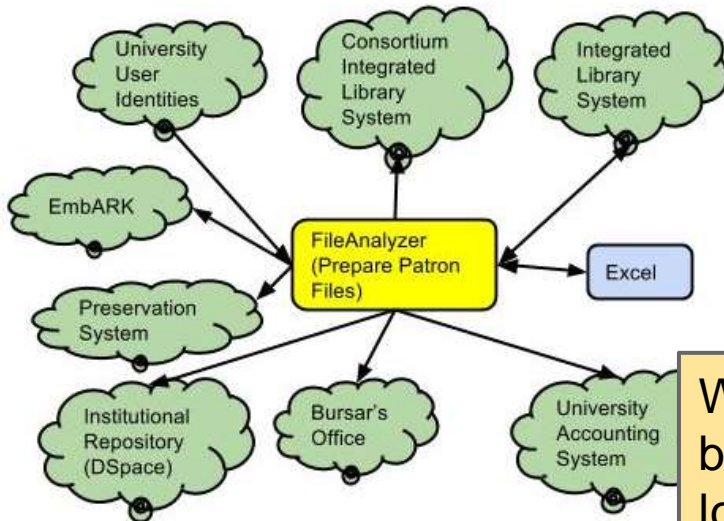 University
User
Identities
Consortium
Integrated
Library
System
Integrated
Library
System
EmbARK
FileAnalyzer
(Prepare Patron
Files)
Excel
Preservation
System
Institutional
Repository
(DSpace)
Bursar's
Office
University
Accounting
System